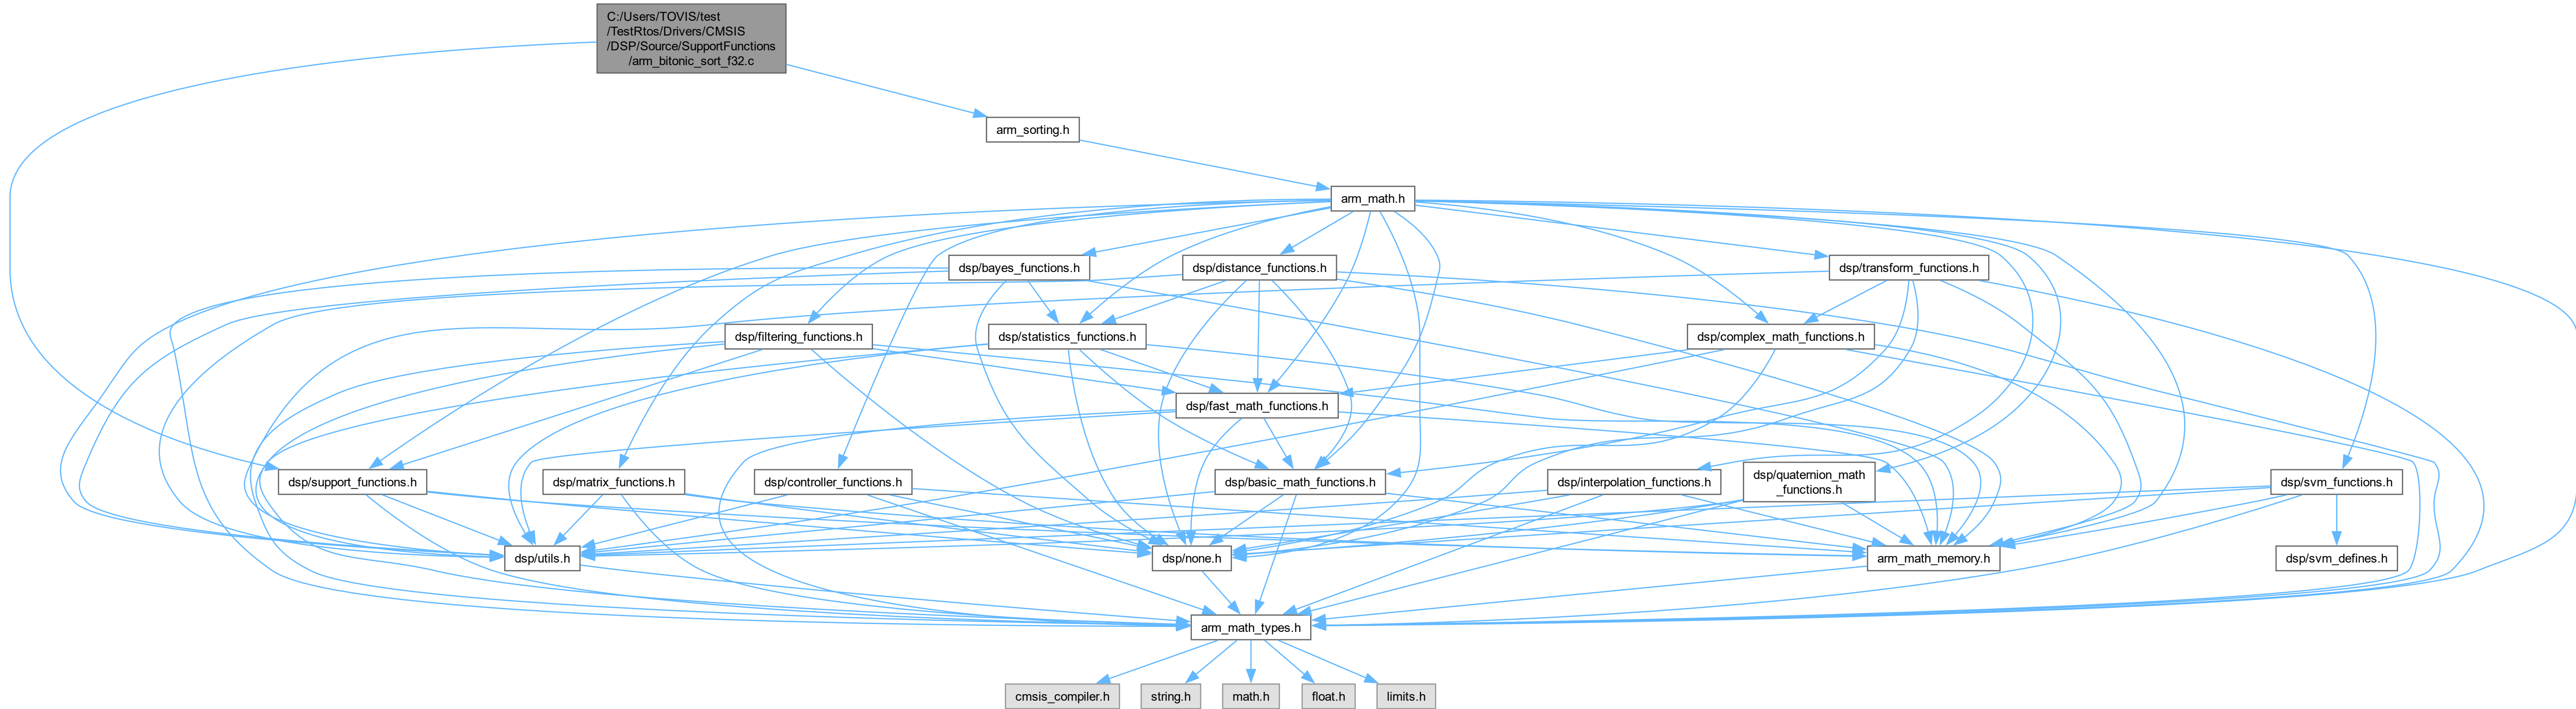 C:/Users/TOVIS/test
/TestRtos/Drivers/CMSIS
/DSP/Source/SupportFunctions
/arm_bitonic_sort_f32.c
arm_sorting.h
arm_math.h
dsp/bayes_functions.h
dsp/distance_functions.h
dsp/transform_functions.h
dsp/filtering_functions.h
dsp/statistics_functions.h
dsp/complex_math_functions.h
dsp/fast_math_functions.h
dsp/support_functions.h
dsp/matrix_functions.h
dsp/controller_functions.h
dsp/basic_math_functions.h
dsp/interpolation_functions.h
dsp/quaternion_math
_functions.h
dsp/svm_functions.h
dsp/utils.h
dsp/none.h
arm_math_memory.h
dsp/svm_defines.h
arm_math_types.h
cmsis_compiler.h
string.h
math.h
float.h
limits.h